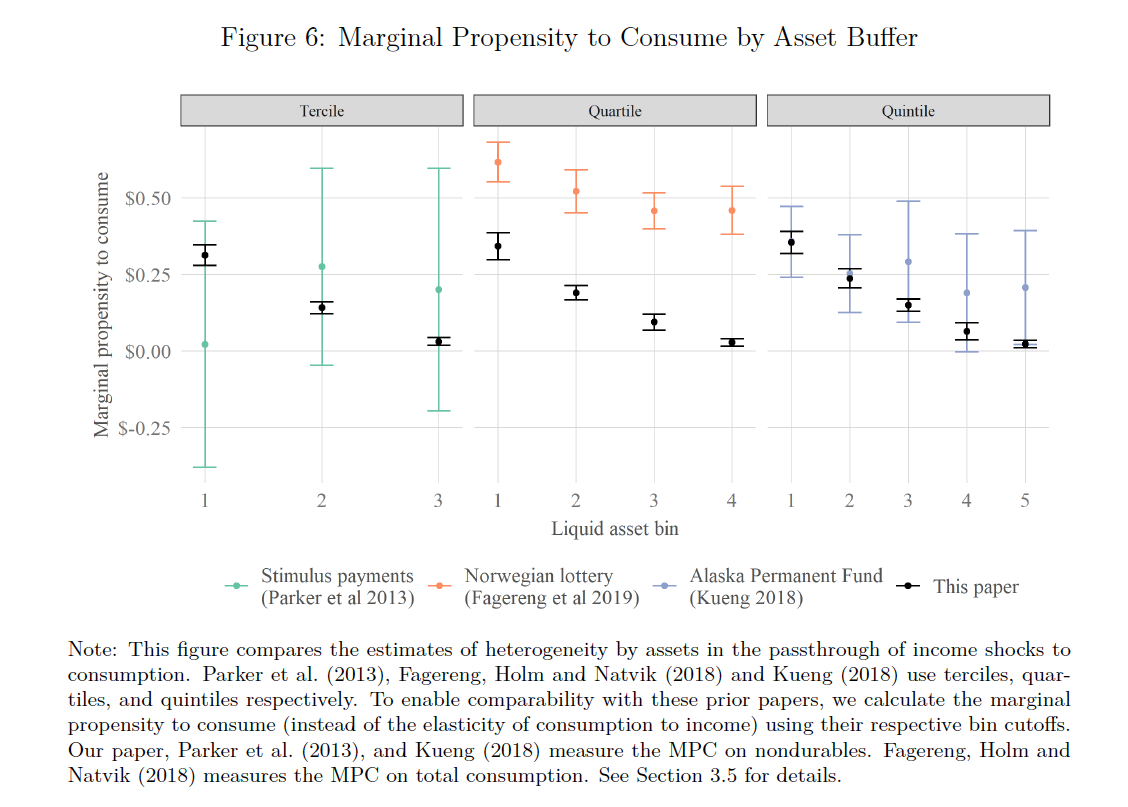 Figure 6: Marginal Propensity to Consume by Asset Buffer
Tercile
Quartile
Quintile
Marginal propensity to consume
$0.50
$0.25
$0.00
$-0.25
1 2 3
1 2 3 4
1 2 3 4 5
Liquid asset bin
Stimulus payments
(Parker et al 2013)
Norwegian lottery
(Fagereng et al 2019)
Alaska Permanent Fund
(Kueng 2018)
This paper
Note: This figure compares the estimates of heterogeneity by assets in the passthrough of income shocks to
consumption. Parker et al. (2013), Fagereng, Holm and Natvik (2018) and Kueng (2018) use terciles, quar-
tiles, and quintiles respectively. To enable comparability with these prior papers, we calculate the marginal
propensity to consume (instead of the elasticity of consumption to income) using their respective bin cutoffs.
Our paper, Parker et al. (2013), and Kueng (2018) measure the MPC on nondurables. Fagereng, Holm and
Natvik (2018) measures the MPC on total consumption. See Section 3.5 for details.